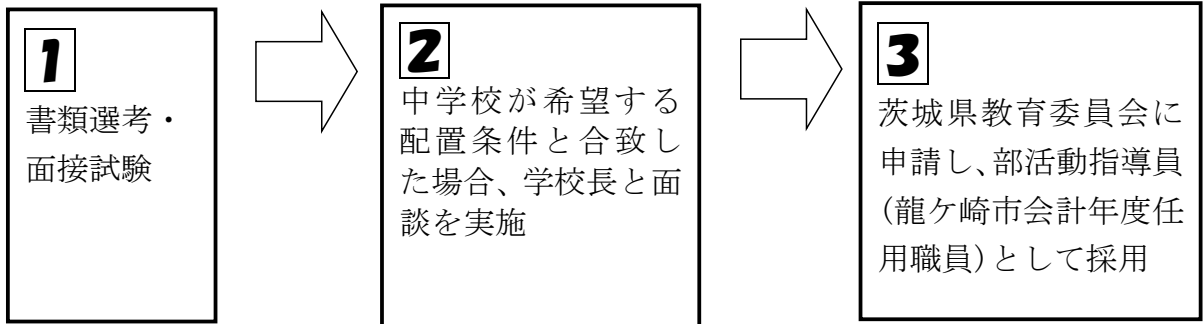 1
書類選考・
面接試験
2
中学校が希望する
配置条件と合致し
た場合、学校長と面
談を実施
3
茨城県教育委員会に
申請し、部活動指導員
(龍ケ崎市会計年度任
用職員)として採用